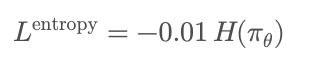 L^entropy = −0.01 H(π_θ)